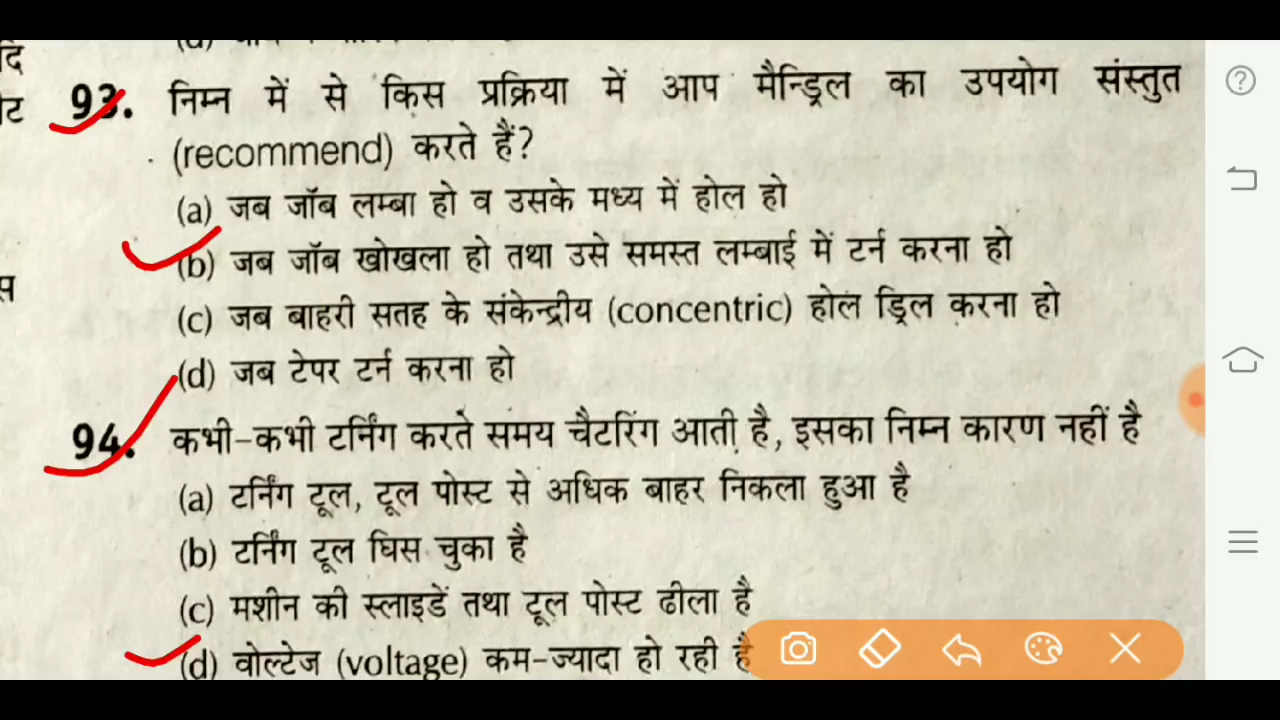 दि
93. निम्न में से किस प्रक्रिया में आप मैन्ड्रिल का उपयोग संस्तुत
ट
(recommend) करते हैं?
(a) जब जॉब लम्बा हो व उसके मध्य में होल हो
(b) जब जॉब खोखला हो तथा उसे समस्त लम्बाई में टर्न करना हो
स
(c) जब बाहरी सतह के संकेन्द्रीय (concentric) होल ड्रिल करना हो
(d) जब टेपर टर्न करना हो
94. कभी-कभी टर्निंग करते समय चैटरिंग आती है, इसका निम्न कारण नहीं है
(a) टर्निंग टूल, टूल पोस्ट से अधिक बाहर निकला हुआ है
(b) टर्निंग टूल घिस चुका है
(c) मशीन की स्लाइडें तथा टूल पोस्ट ढीला है
(d) वोल्टेज (voltage) कम-ज्यादा हो रही है